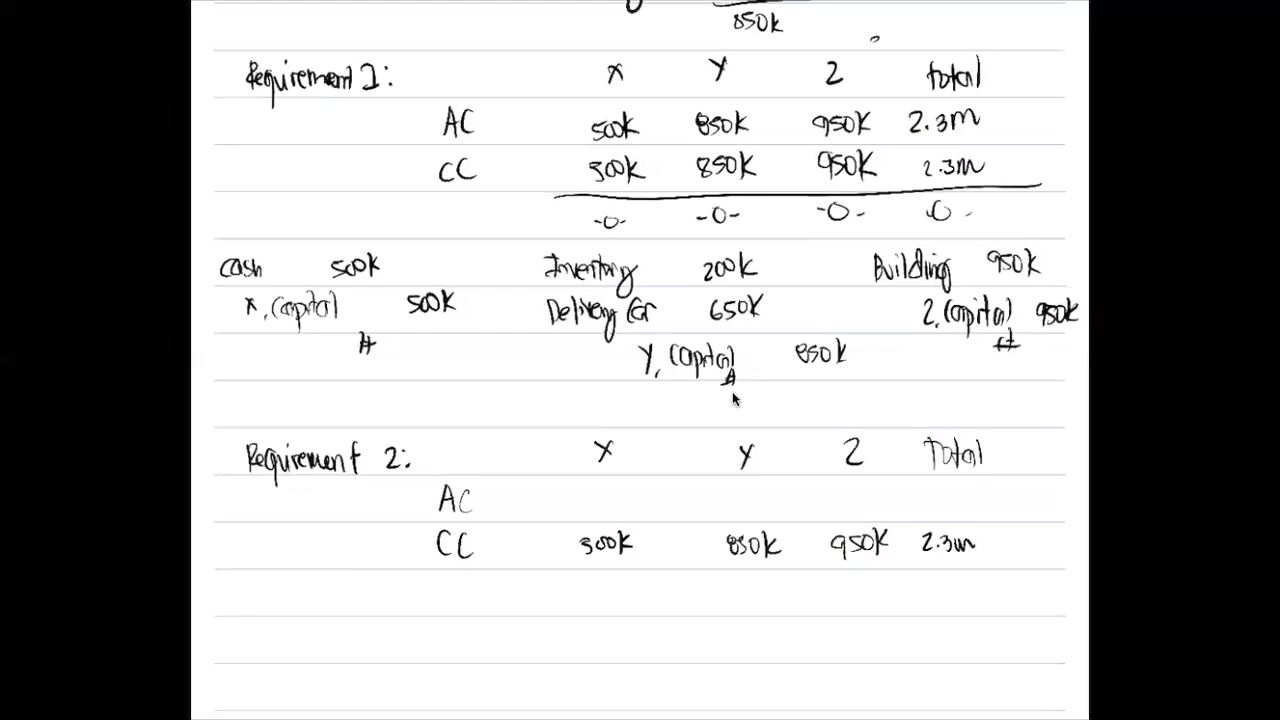 850k
Requirement 1: X Y Z total
AC 500k 850k 950k 2.3m
CC 500k 850k 950k 2.3m
-0- -0- -0- -0-
Cash 500k Inventory 200k Building 950k
X, Capital 500k Delivery Car 650k Z, Capital 950k
Y, Capital 850k
Requirement 2: X Y Z Total
AC
CC 500k 850k 950k 2.3m